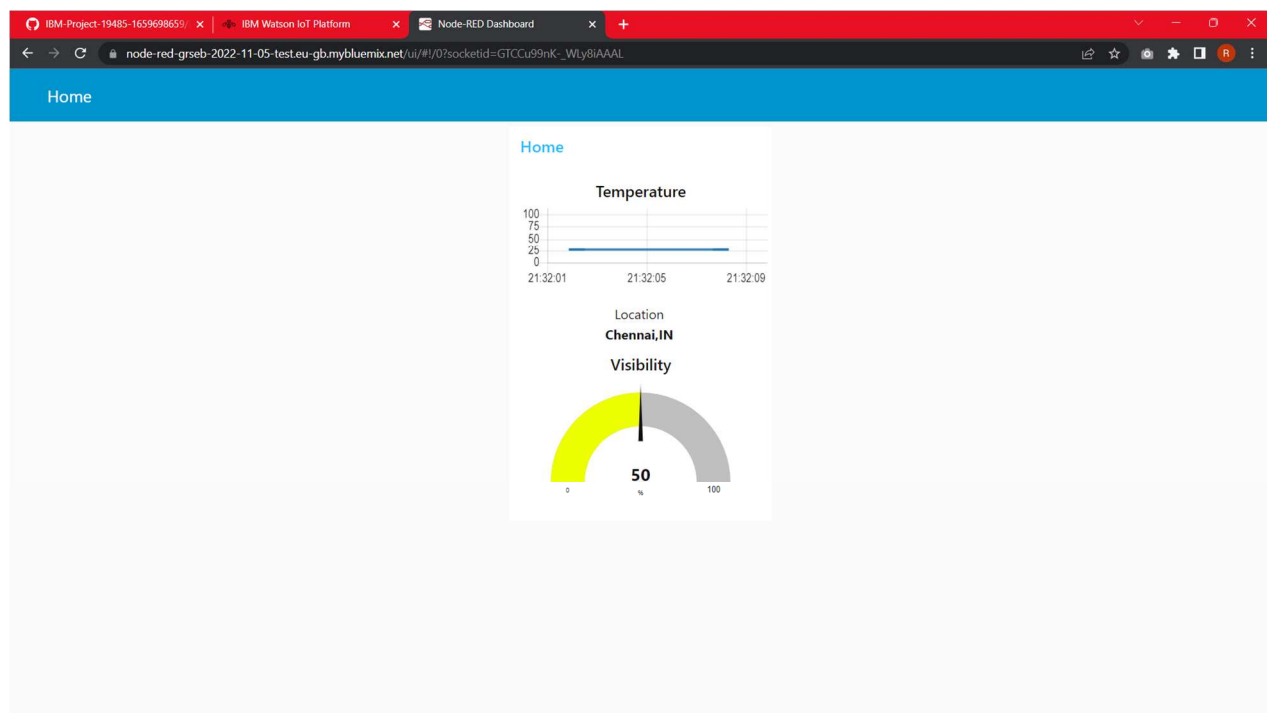 IBM-Project-19485-1659698659/
IBM Watson IoT Platform
Node-RED Dashboard
node-red-grseb-2022-11-05-test.eu-gb.mybluemix.net/ui/#!/0?socketid=GTCCu99nK-_WLy8iAAAL
R
Home
Home
Temperature
100
75
50
25
0
21:32:01 21:32:05 21:32:09
Location
Chennai,IN
Visibility
50
0 % 100